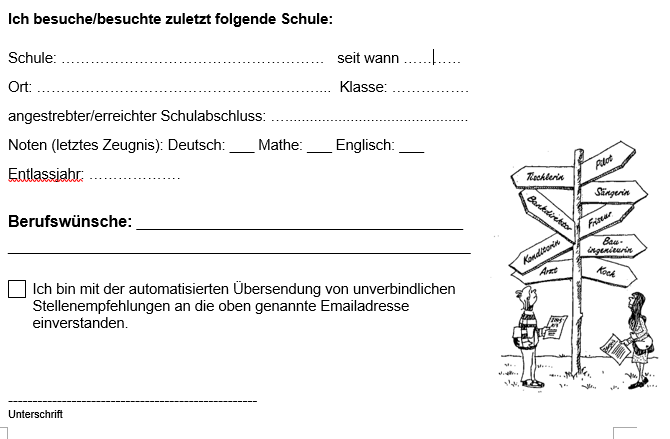 Ich besuche/besuchte zuletzt folgende Schule:
Schule: ………………………………………………… seit wann …………
Ort: ………………………………………………….... Klasse: …………….
angestrebter/erreichter Schulabschluss: …............................................
Noten (letztes Zeugnis): Deutsch: ___ Mathe: ___ Englisch: ___
Entlassjahr: ……………….
Berufswünsche: _______________________________________
________________________________________________________
Ich bin mit der automatisierten Übersendung von unverbindlichen
Stellenempfehlungen an die oben genannte Emailadresse
einverstanden.
----------------------------------------------------
Unterschrift
Pilot
Tischlerin
Sängerin
Bankdirektor
Friseur
Konditorin
Bau-
ingenieurin
Arzt
Koch